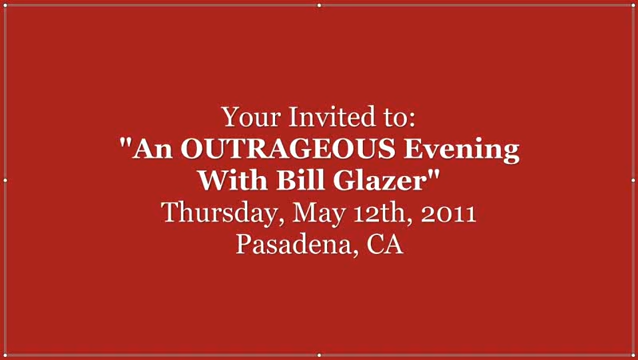 Your Invited to:
"An OUTRAGEOUS Evening
With Bill Glazer"
Thursday, May 12th, 2011
Pasadena, CA